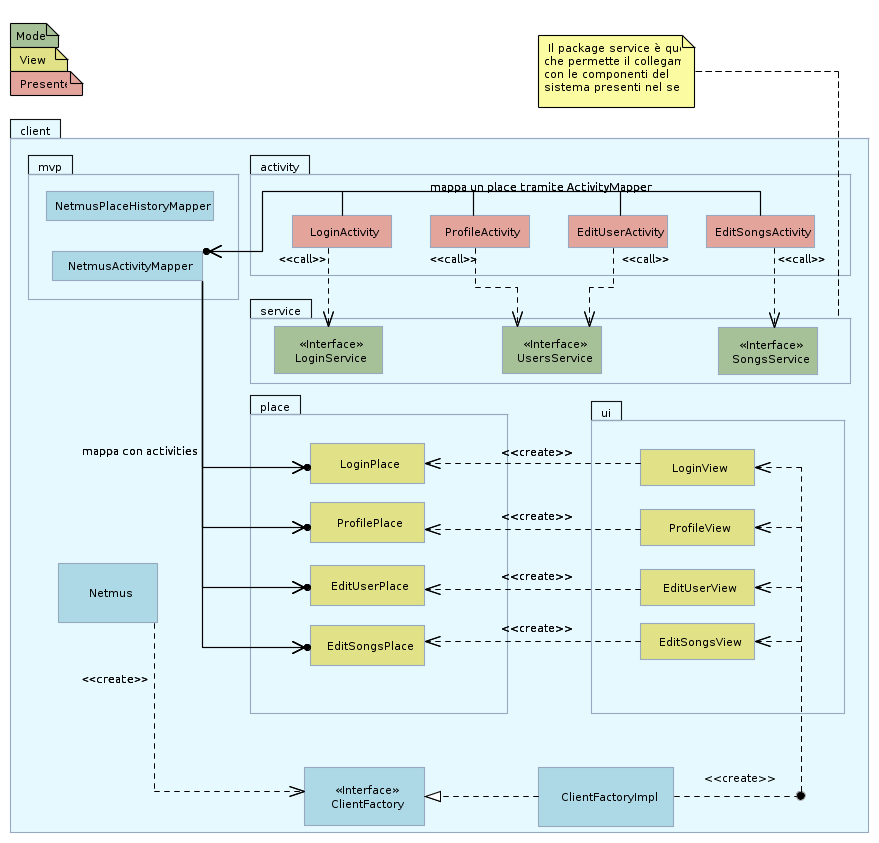 Mode
View
Presente
Il package service è qu
che permette il collegam
con le componenti del
sistema presenti nel se
client
mvp
activity
NetmusPlaceHistoryMapper
mappa un place tramite ActivityMapper
LoginActivity
ProfileActivity
EditUserActivity
EditSongsActivity
NetmusActivityMapper
<<call>>
<<call>>
<<call>>
<<call>>
service
«Interface»
LoginService
«Interface»
UsersService
«Interface»
SongsService
place
ui
mappa con activities
LoginPlace
<<create>>
LoginView
ProfilePlace
<<create>>
ProfileView
EditUserPlace
<<create>>
EditUserView
EditSongsPlace
<<create>>
EditSongsView
Netmus
<<create>>
«Interface»
ClientFactory
ClientFactoryImpl
<<create>>